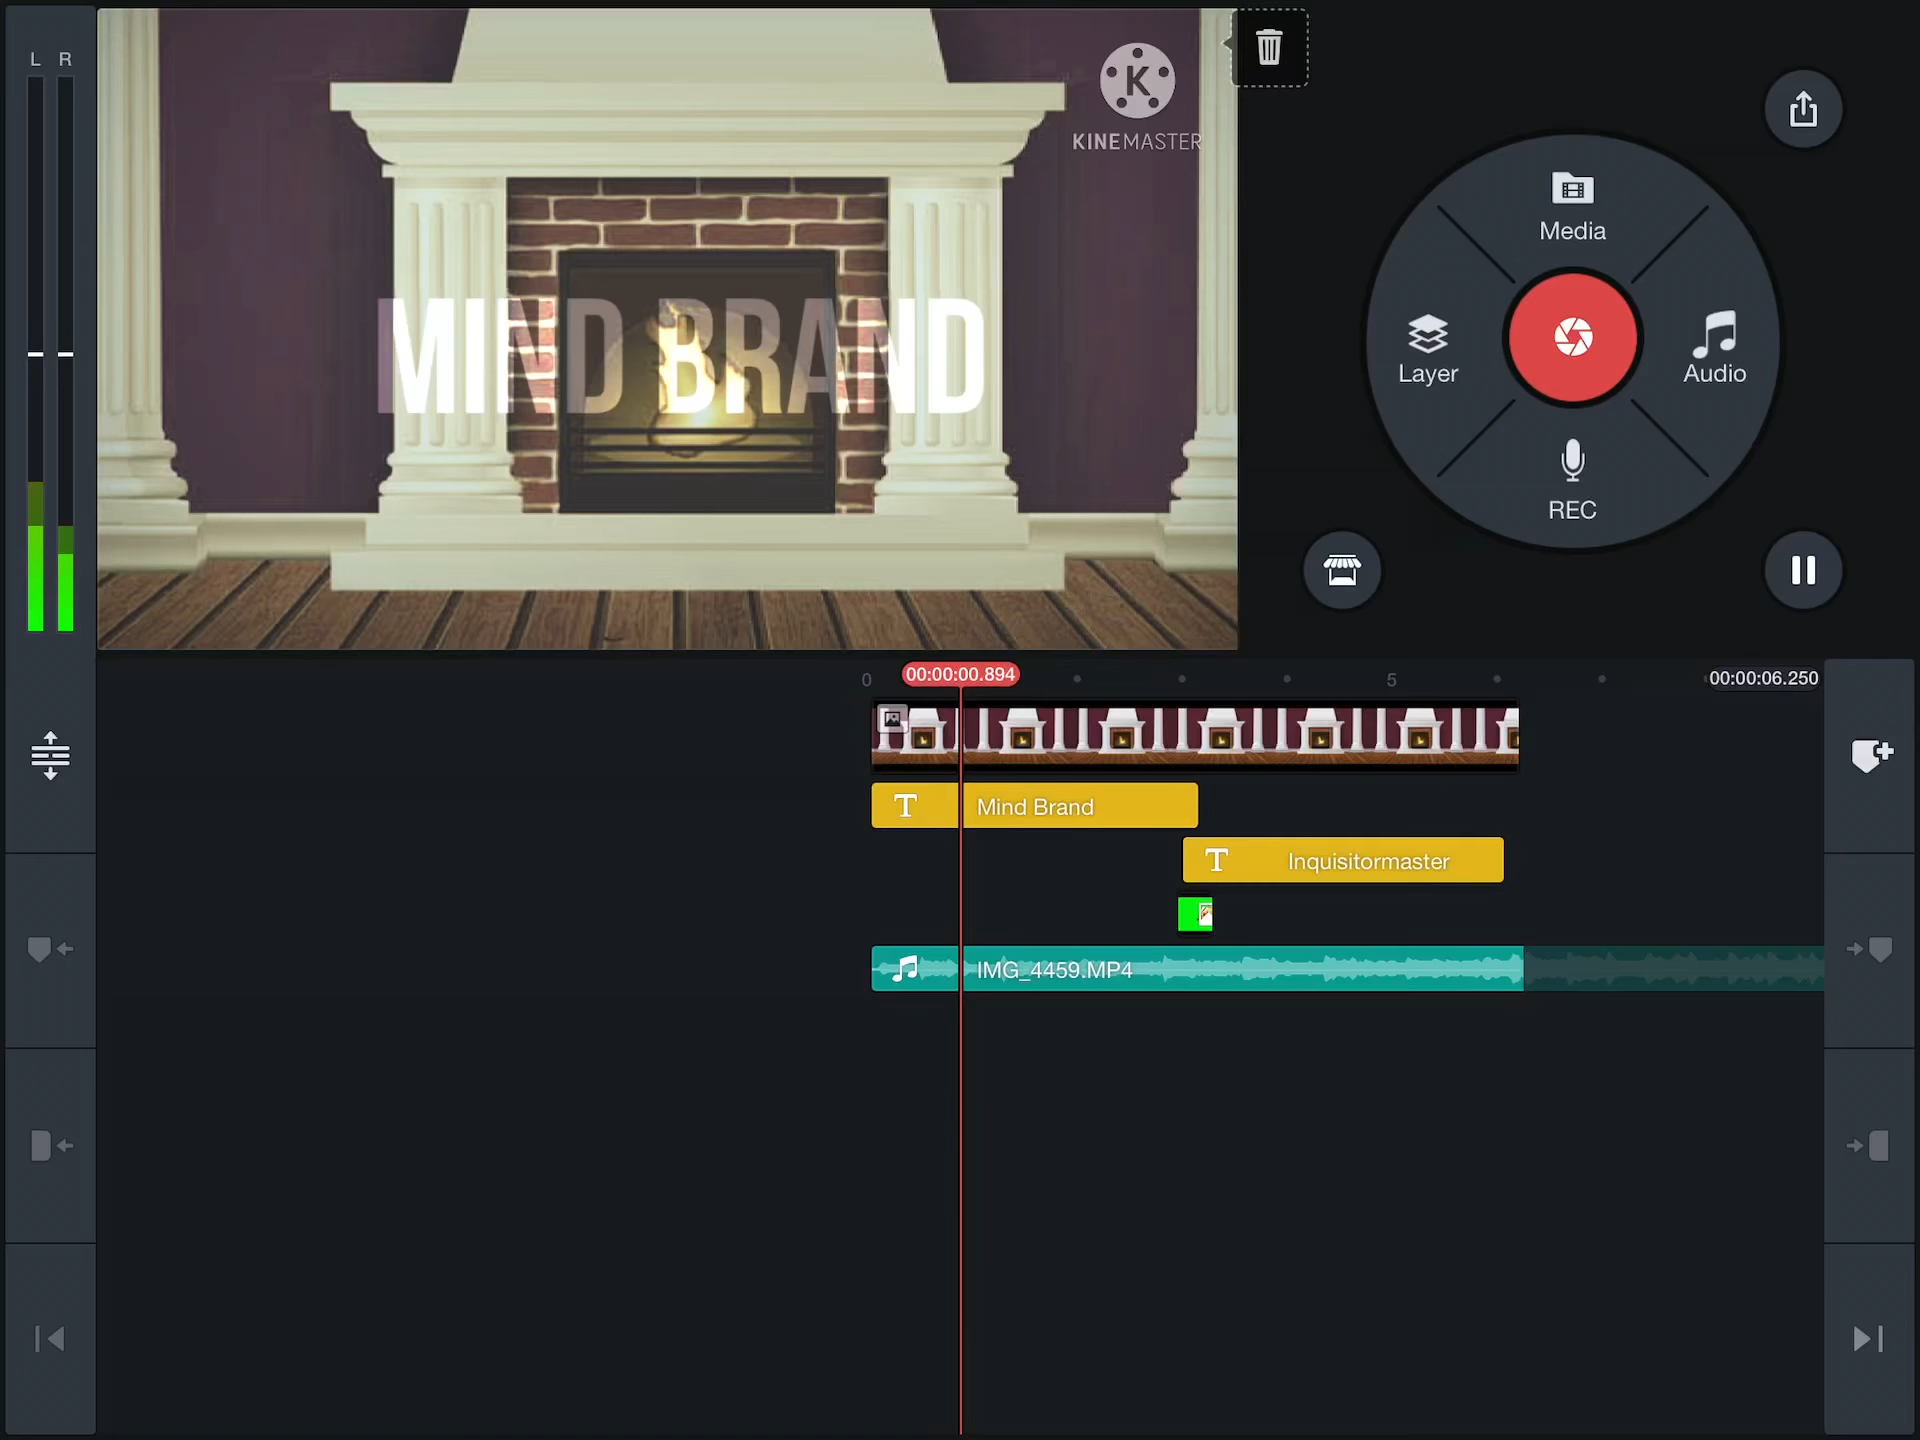 L R
KINEMASTER
MIND BRAND
Media
Layer
Audio
REC
0
00:00:00.894
5
00:00:06.250
T Mind Brand
T Inquisitormaster
IMG_4459.MP4